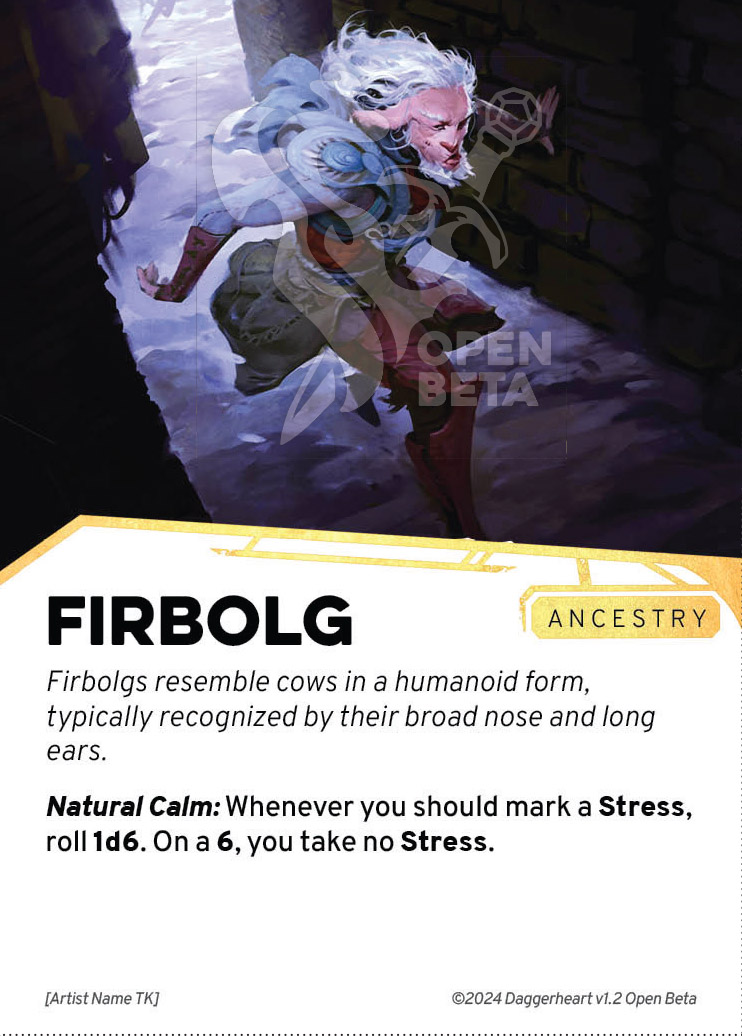 OPEN
BETA
FIRBOLG
ANCESTRY
Firbolgs resemble cows in a humanoid form,
typically recognized by their broad nose and long
ears.
Natural Calm: Whenever you should mark a Stress,
roll 1d6. On a 6, you take no Stress.
[Artist Name TK]
©2024 Daggerheart v1.2 Open Beta